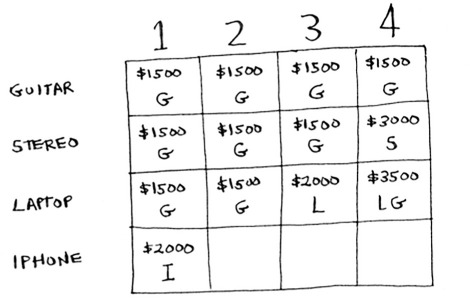 1 2 3 4
GUITAR $1500 G $1500 G $1500 G $1500 G
STEREO $1500 G $1500 G $1500 G $3000 S
LAPTOP $1500 G $1500 G $2000 L $3500 LG
IPHONE $2000 I